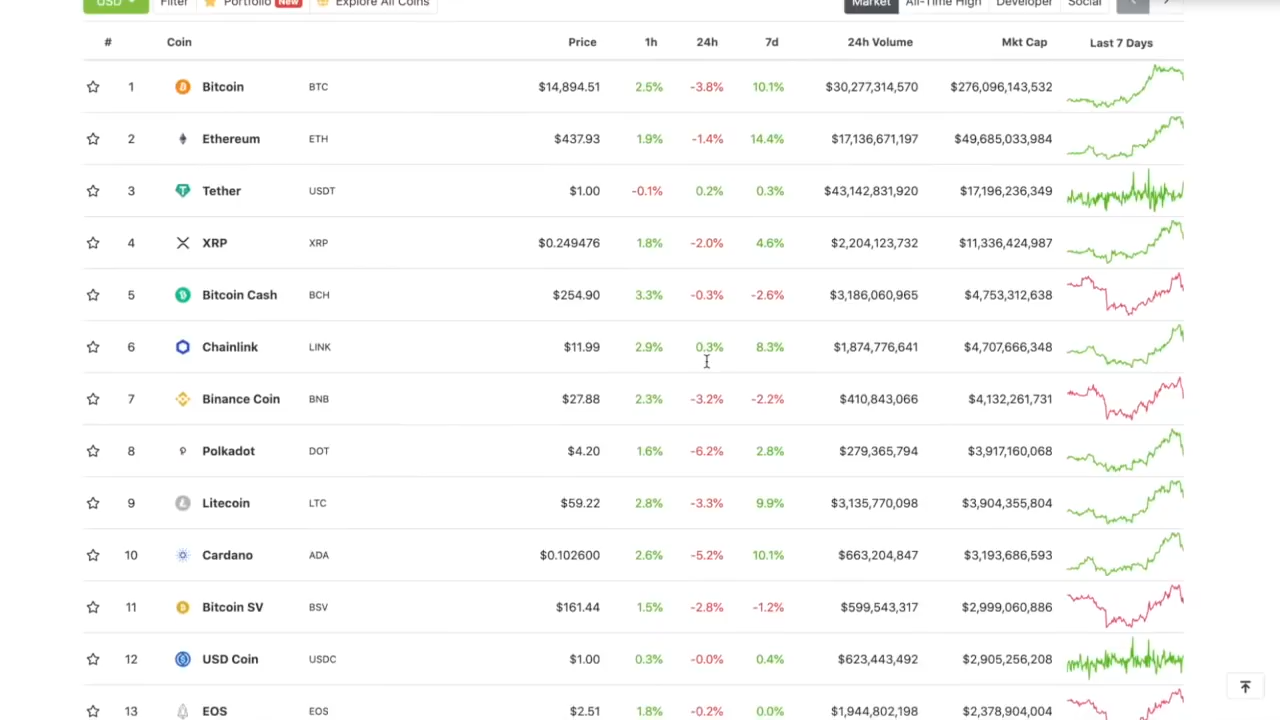 USD Filter Portfolio New Explore All Coins Market All-Time High Developer Social
# Coin Price 1h 24h 7d 24h Volume Mkt Cap Last 7 Days
1 Bitcoin BTC $14,894.51 2.5% -3.8% 10.1% $30,277,314,570 $276,096,143,532
2 Ethereum ETH $437.93 1.9% -1.4% 14.4% $17,136,671,197 $49,685,033,984
3 Tether USDT $1.00 -0.1% 0.2% 0.3% $43,142,831,920 $17,196,236,349
4 XRP XRP $0.249476 1.8% -2.0% 4.6% $2,204,123,732 $11,336,424,987
5 Bitcoin Cash BCH $254.90 3.3% -0.3% -2.6% $3,186,060,965 $4,753,312,638
6 Chainlink LINK $11.99 2.9% 0.3% 8.3% $1,874,776,641 $4,707,666,348
7 Binance Coin BNB $27.88 2.3% -3.2% -2.2% $410,843,066 $4,132,261,731
8 Polkadot DOT $4.20 1.6% -6.2% 2.8% $279,365,794 $3,917,160,068
9 Litecoin LTC $59.22 2.8% -3.3% 9.9% $3,135,770,098 $3,904,355,804
10 Cardano ADA $0.102600 2.6% -5.2% 10.1% $663,204,847 $3,193,686,593
11 Bitcoin SV BSV $161.44 1.5% -2.8% -1.2% $599,543,317 $2,999,060,886
12 USD Coin USDC $1.00 0.3% -0.0% 0.4% $623,443,492 $2,905,256,208
13 EOS EOS $2.51 1.8% -0.2% 0.0% $1,944,802,198 $2,378,904,004